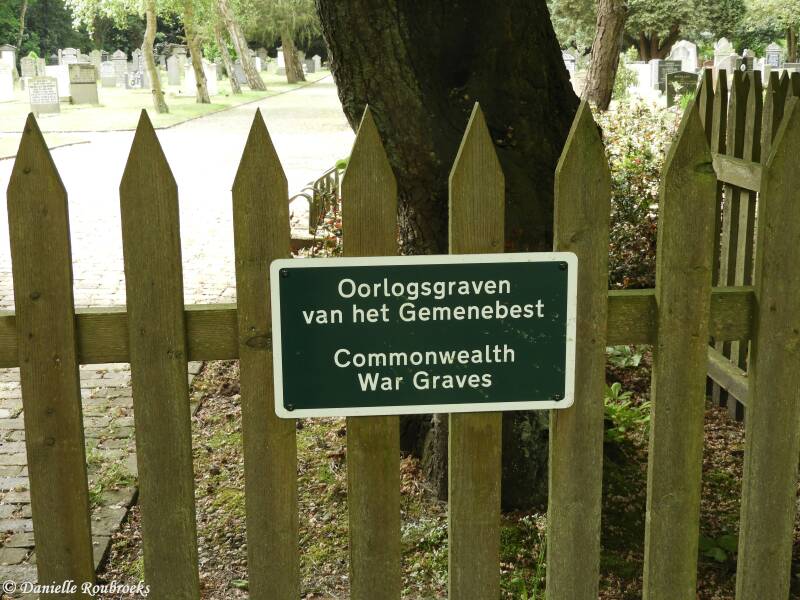 Oorlogsgraven
van het Gemenebest
Commonwealth
War Graves
© Danielle Roubroeks